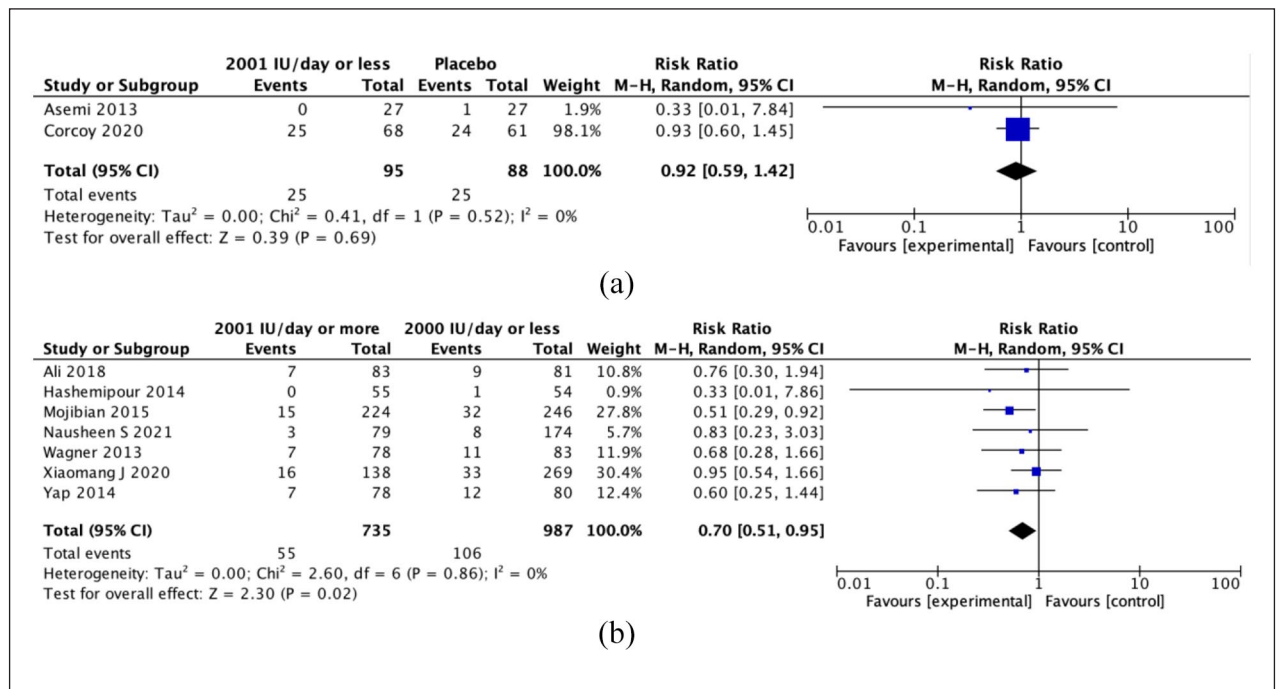 2001 IU/day or less Placebo Risk Ratio Risk Ratio
Study or Subgroup Events Total Events Total Weight M-H, Random, 95% CI M-H, Random, 95% CI
Asemi 2013 0 27 1 27 1.9% 0.33 [0.01, 7.84]
Corcoy 2020 25 68 24 61 98.1% 0.93 [0.60, 1.45]
Total (95% CI) 95 88 100.0% 0.92 [0.59, 1.42]
Total events 25 25
Heterogeneity: Tau² = 0.00; Chi² = 0.41, df = 1 (P = 0.52); I² = 0%
Test for overall effect: Z = 0.39 (P = 0.69)
0.01 0.1 1 10 100
Favours [experimental] Favours [control]
(a)
2001 IU/day or more 2000 IU/day or less Risk Ratio Risk Ratio
Study or Subgroup Events Total Events Total Weight M-H, Random, 95% CI M-H, Random, 95% CI
Ali 2018 7 83 9 81 10.8% 0.76 [0.30, 1.94]
Hashemipour 2014 0 55 1 54 0.9% 0.33 [0.01, 7.86]
Mojibian 2015 15 224 32 246 27.8% 0.51 [0.29, 0.92]
Nausheen S 2021 3 79 8 174 5.7% 0.83 [0.23, 3.03]
Wagner 2013 7 78 11 83 11.9% 0.68 [0.28, 1.66]
Xiaomang J 2020 16 138 33 269 30.4% 0.95 [0.54, 1.66]
Yap 2014 7 78 12 80 12.4% 0.60 [0.25, 1.44]
Total (95% CI) 735 987 100.0% 0.70 [0.51, 0.95]
Total events 55 106
Heterogeneity: Tau² = 0.00; Chi² = 2.60, df = 6 (P = 0.86); I² = 0%
Test for overall effect: Z = 2.30 (P = 0.02)
0.01 0.1 1 10 100
Favours [experimental] Favours [control]
(b)